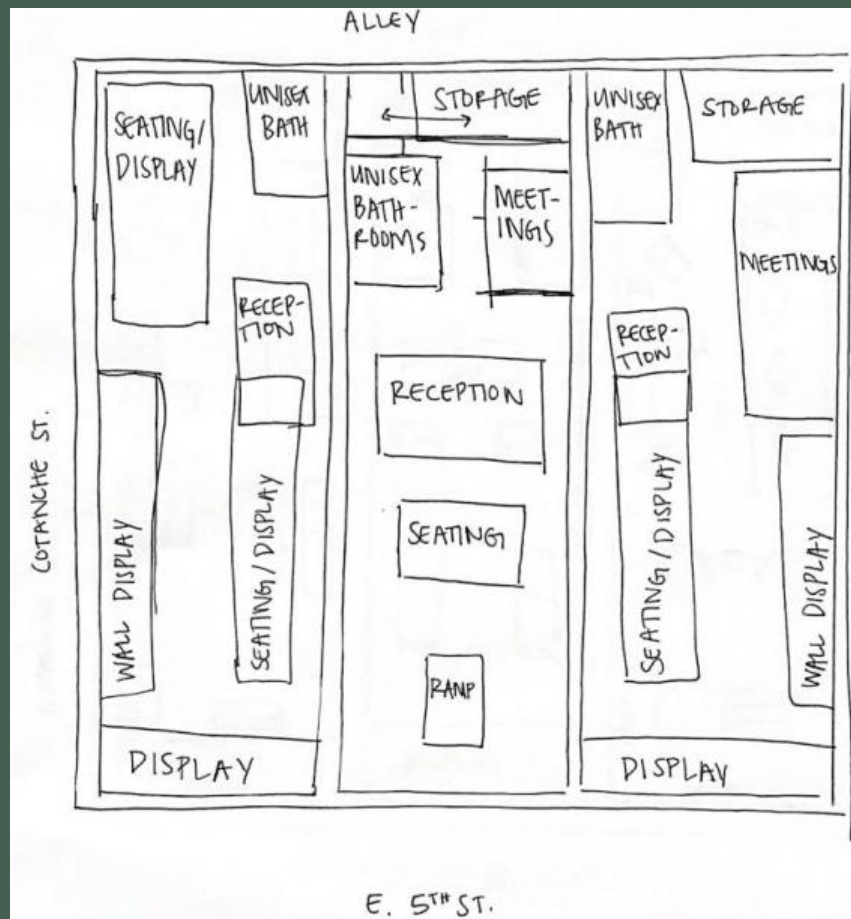 ALLEY
SEATING/
DISPLAY
UNISEX
BATH
STORAGE
UNISEX
BATH
STORAGE
UNISEX
BATH-
ROOMS
MEET-
INGS
MEETINGS
RECEP-
TION
RECEPTION
RECEP-
TION
COTANCHE ST.
WALL DISPLAY
SEATING/DISPLAY
SEATING
SEATING/DISPLAY
WALL DISPLAY
RAMP
DISPLAY
DISPLAY
E. 5TH ST.